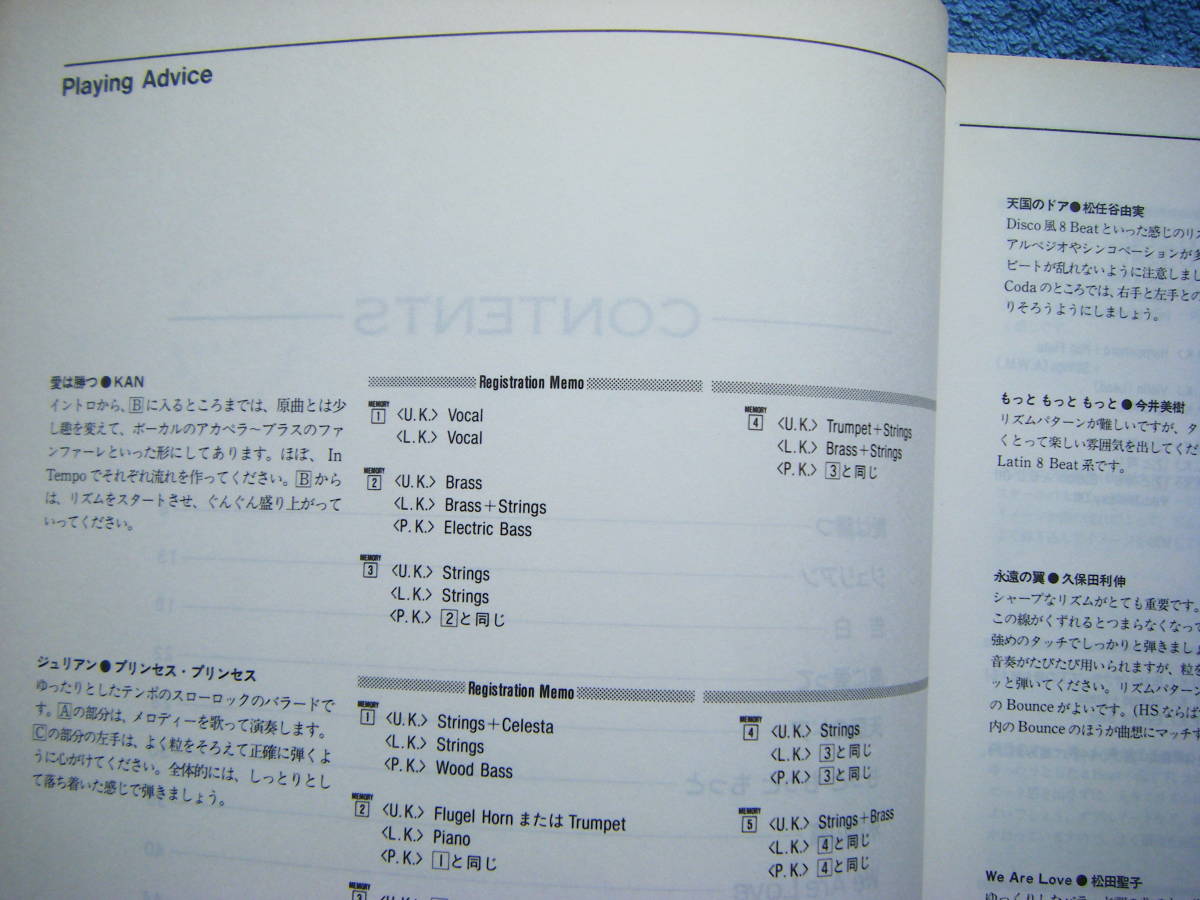 Playing Advice
愛は勝つ●KAN
イントロから、Bに入るところまでは、原曲とは少
し趣を変えて、ボーカルのアカペラ〜ブラスのファ
ンファーレといった形にしてあります。ほぼ、In
Tempoでそれぞれ流れを作ってください。Bから
は、リズムをスタートさせ、ぐんぐん盛り上がって
いってください。
Registration Memo
MEMORY
1 〈U.K.〉 Vocal
〈L.K.〉 Vocal
MEMORY
2 〈U.K.〉 Brass
〈L.K.〉 Brass+Strings
〈P.K.〉 Electric Bass
MEMORY
3 〈U.K.〉 Strings
〈L.K.〉 Strings
〈P.K.〉 2と同じ
MEMORY
4 〈U.K.〉 Trumpet+Strings
〈L.K.〉 Brass+Strings
〈P.K.〉 3と同じ
ジュリアン●プリンセス・プリンセス
ゆったりとしたテンポのスローロックのバラードで
す。Aの部分は、メロディーを歌って演奏します。
Cの部分の左手は、よく粒をそろえて正確に弾くよ
うに心がけてください。全体的には、しっとりとし
て落ち着いた感じで弾きましょう。
Registration Memo
MEMORY
1 〈U.K.〉 Strings+Celesta
〈L.K.〉 Strings
〈P.K.〉 Wood Bass
MEMORY
2 〈U.K.〉 Flugel Horn または Trumpet
〈L.K.〉 Piano
〈P.K.〉 1と同じ
MEMORY
3 〈U.K.〉
MEMORY
4 〈U.K.〉 Strings
〈L.K.〉 3と同じ
〈P.K.〉 3と同じ
MEMORY
5 〈U.K.〉 Strings+Brass
〈L.K.〉 4と同じ
〈P.K.〉 4と同じ
天国のドア●松任谷由実
Disco風8 Beatといった感じのリズ
アルペジオやシンコペーションが多
ビートが乱れないように注意しまし
Codaのところでは、右手と左手との
りそろうようにしましょう。
もっと もっと もっと●今井美樹
リズムパターンが難しいですが、タ
くとって楽しい雰囲気を出してくだ
Latin 8 Beat系です。
永遠の翼●久保田利伸
シャープなリズムがとても重要です。
この線がくずれるとつまらなくなって
強めのタッチでしっかりと弾きましょ
音奏がたびたび用いられますが、粒を
ッと弾いてください。リズムパターン
のBounceがよいです。(HSならば
内のBounceのほうが曲想にマッチす
We Are Love●松田聖子
CONTENTS